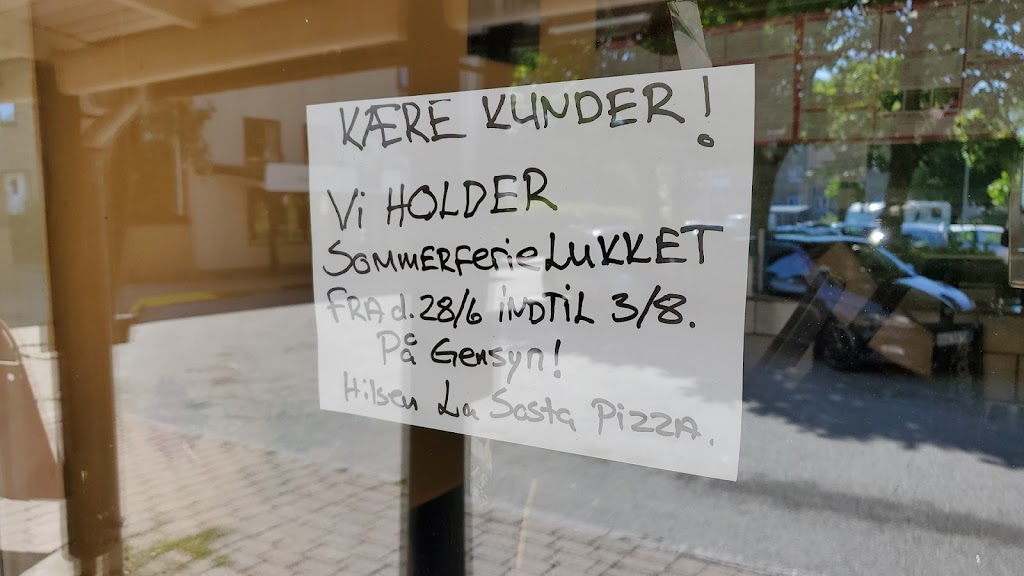 KÆRE KUNDER!
Vi HOLDER
SOMMERFerieLUKKET
FRA d. 28/6 iNDTiL 3/8.
På Gensyn!
Hilsen La Sosta PiZZA.